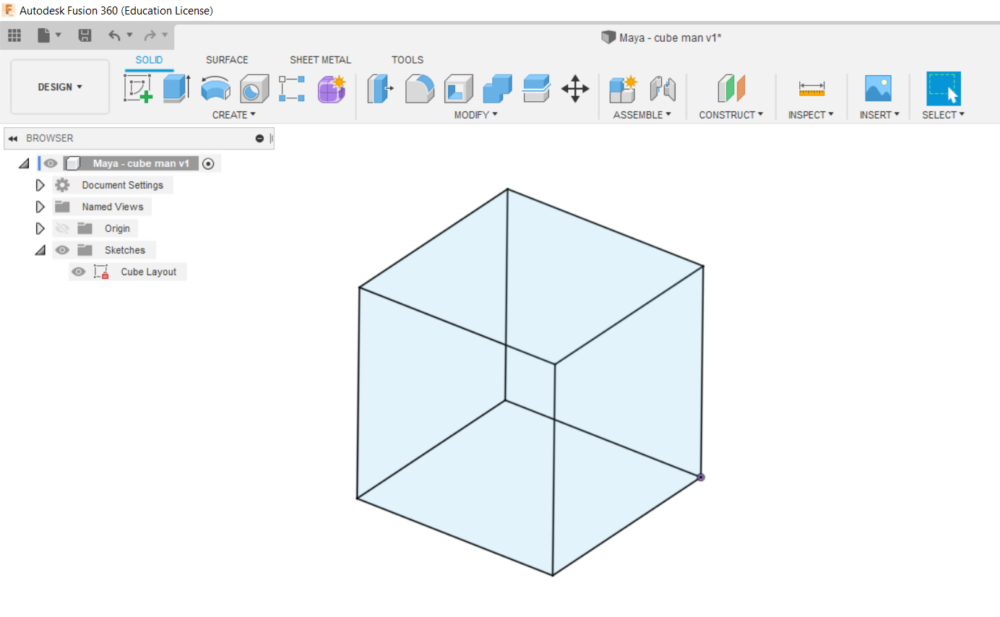 Autodesk Fusion 360 (Education License)
Maya - cube man v1*
SOLID SURFACE SHEET METAL TOOLS
DESIGN
CREATE MODIFY ASSEMBLE CONSTRUCT INSPECT INSERT SELECT
BROWSER
Maya - cube man v1
Document Settings
Named Views
Origin
Sketches
Cube Layout